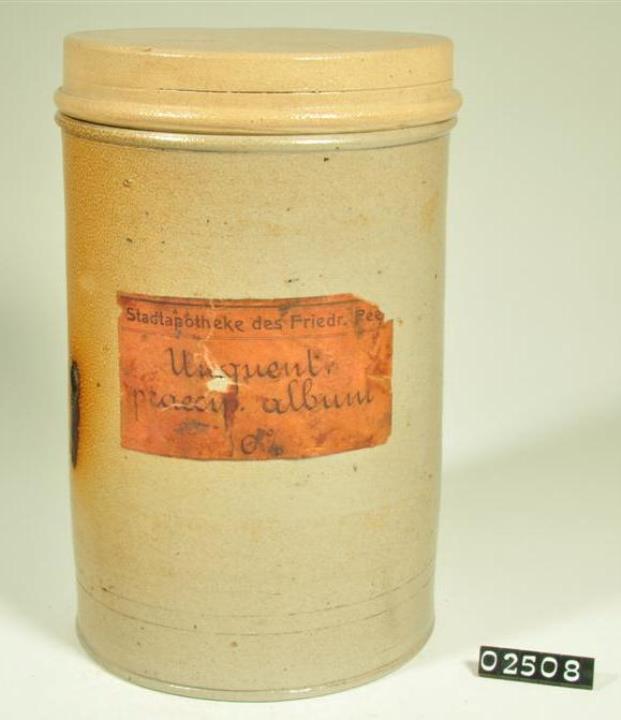 Stadtapotheke des Friedr.
Unguent.
praecip. album
02508